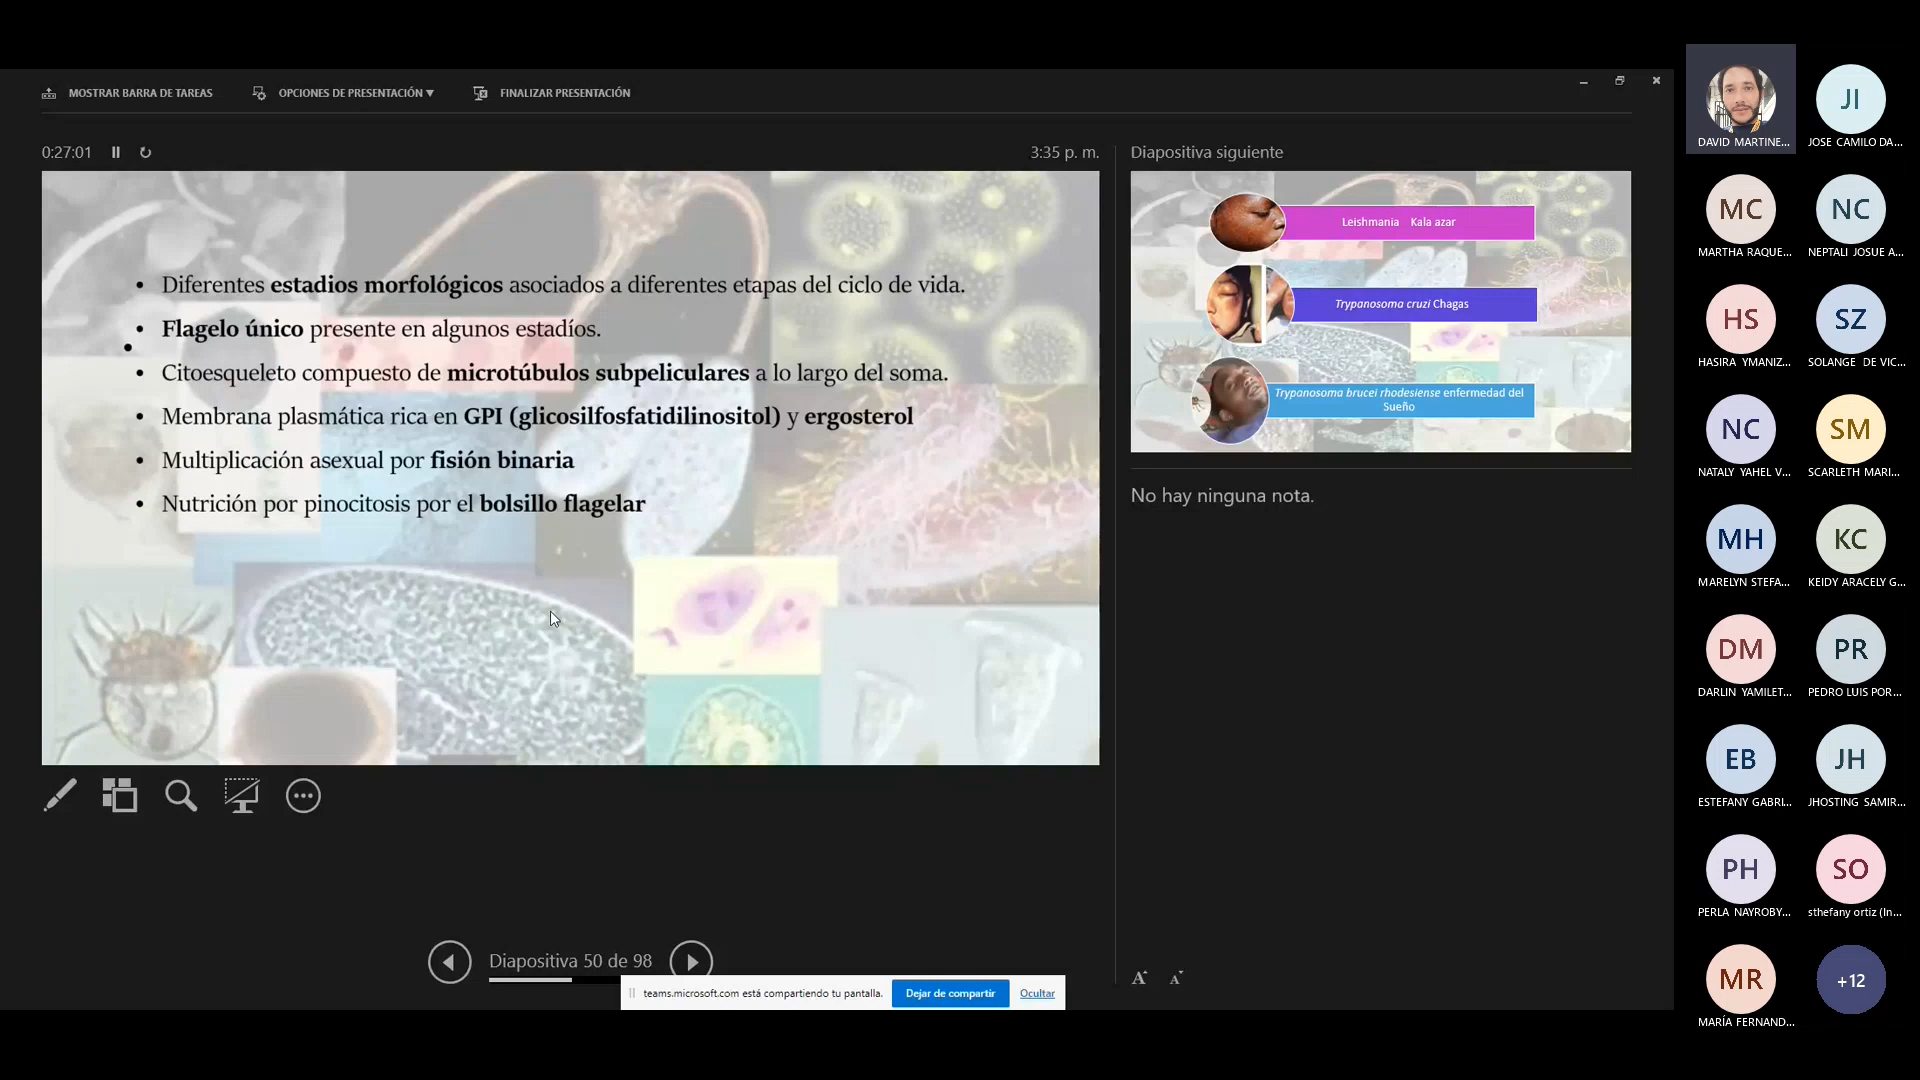 MOSTRAR BARRA DE TAREAS
OPCIONES DE PRESENTACIÓN ▼
FINALIZAR PRESENTACIÓN
0:27:01
3:35 p. m.
• Diferentes estadios morfológicos asociados a diferentes etapas del ciclo de vida.
• Flagelo único presente en algunos estadíos.
•
• Citoesqueleto compuesto de microtúbulos subpeliculares a lo largo del soma.
• Membrana plasmática rica en GPI (glicosilfosfatidilinositol) y ergosterol
• Multiplicación asexual por fisión binaria
• Nutrición por pinocitosis por el bolsillo flagelar
Diapositiva 50 de 98
teams.microsoft.com está compartiendo tu pantalla.
Dejar de compartir
Ocultar
Diapositiva siguiente
Leishmania Kala azar
Trypanosoma cruzi Chagas
Trypanosoma brucei rhodesiense enfermedad del
Sueño
No hay ninguna nota.
A A
DAVID MARTINE...
JI
JOSE CAMILO DA...
MC
MARTHA RAQUE...
NC
NEPTALI JOSUE A...
HS
HASIRA YMANIZ...
SZ
SOLANGE DE VIC...
NC
NATALY YAHEL V...
SM
SCARLETH MARI...
MH
MARELYN STEFA...
KC
KEIDY ARACELY G...
DM
DARLIN YAMILET...
PR
PEDRO LUIS POR...
EB
ESTEFANY GABRI...
JH
JHOSTING SAMIR...
PH
PERLA NAYROBY...
SO
sthefany ortiz (In...
MR
MARÍA FERNAND...
+12